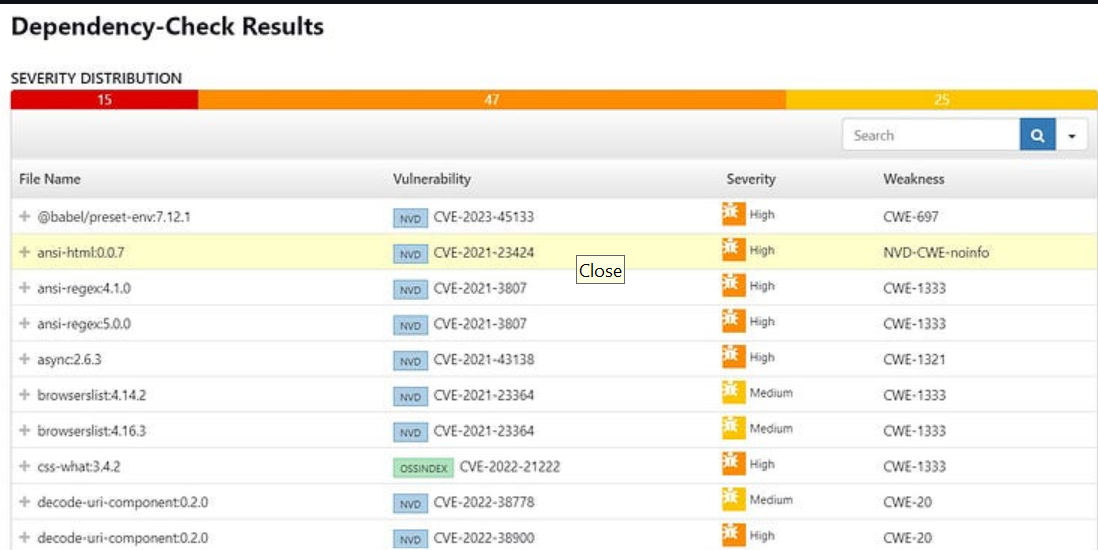 Dependency-Check Results
SEVERITY DISTRIBUTION
15 47 25
Search
File Name Vulnerability Severity Weakness
@babel/preset-env:7.12.1 NVD CVE-2023-45133 High CWE-697
ansi-html:0.0.7 NVD CVE-2021-23424 High NVD-CWE-noinfo
Close
ansi-regex:4.1.0 NVD CVE-2021-3807 High CWE-1333
ansi-regex:5.0.0 NVD CVE-2021-3807 High CWE-1333
async:2.6.3 NVD CVE-2021-43138 High CWE-1321
browserslist:4.14.2 NVD CVE-2021-23364 Medium CWE-1333
browserslist:4.16.3 NVD CVE-2021-23364 Medium CWE-1333
css-what:3.4.2 OSSINDEX CVE-2022-21222 High CWE-1333
decode-uri-component:0.2.0 NVD CVE-2022-38778 Medium CWE-20
decode-uri-component:0.2.0 NVD CVE-2022-38900 High CWE-20